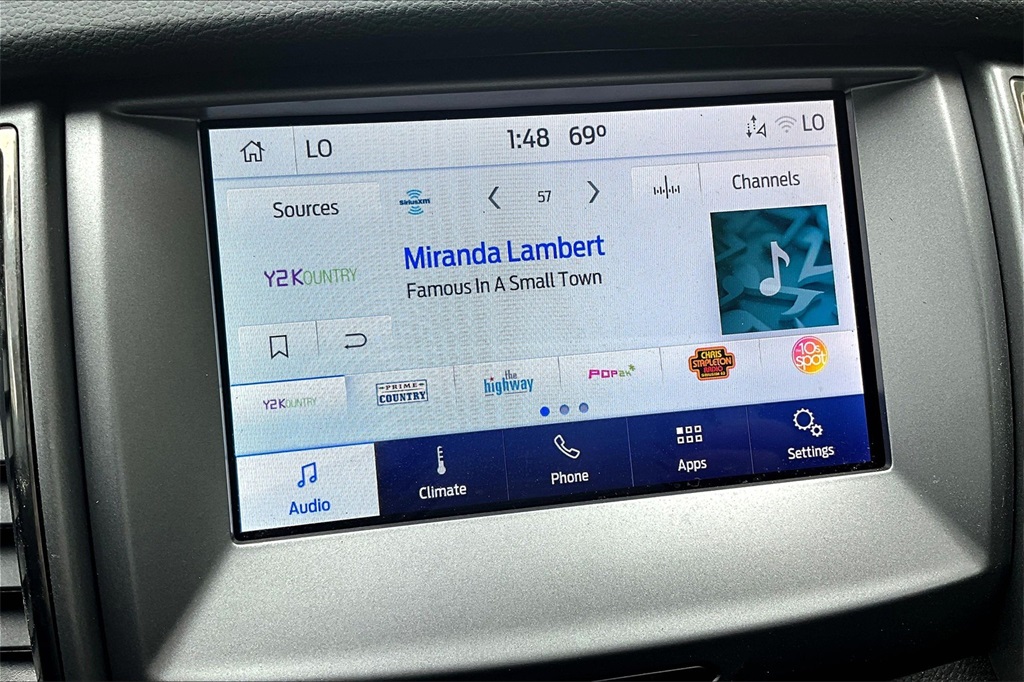 LO
1:48 69º
LO
Sources
SiriusXM
57
Channels
Y2KOUNTRY
Miranda Lambert
Famous In A Small Town
Y2KOUNTRY
PRIME
COUNTRY
the
highway
POP2K
CHRIS
STAPLETON
RADIO
10s
spot
Audio
Climate
Phone
Apps
Settings